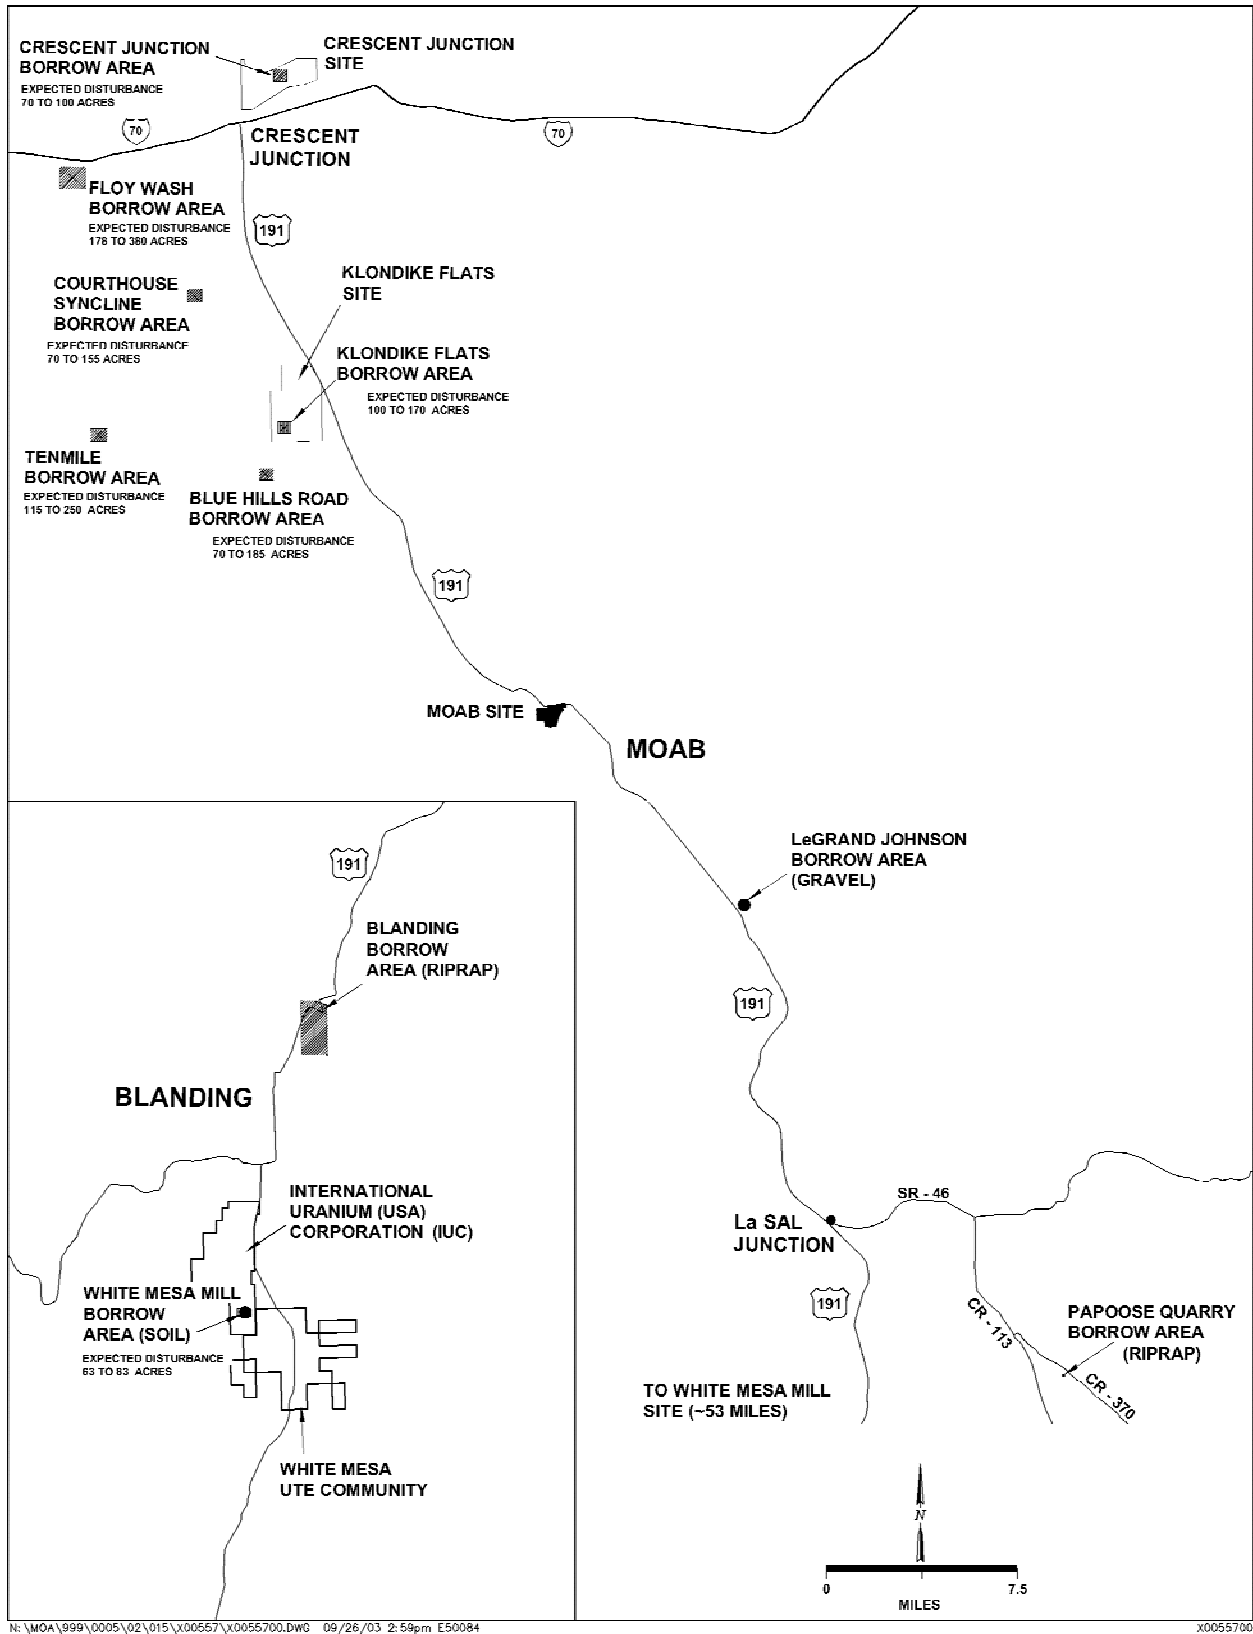 CRESCENT JUNCTION
BORROW AREA
EXPECTED DISTURBANCE
70 TO 100 ACRES
CRESCENT JUNCTION
SITE
70
70
CRESCENT
JUNCTION
FLOY WASH
BORROW AREA
EXPECTED DISTURBANCE
178 TO 380 ACRES
191
COURTHOUSE
SYNCLINE
BORROW AREA
EXPECTED DISTURBANCE
70 TO 155 ACRES
KLONDIKE FLATS
SITE
KLONDIKE FLATS
BORROW AREA
EXPECTED DISTURBANCE
100 TO 170 ACRES
TENMILE
BORROW AREA
EXPECTED DISTURBANCE
115 TO 250 ACRES
BLUE HILLS ROAD
BORROW AREA
EXPECTED DISTURBANCE
70 TO 185 ACRES
191
MOAB SITE
MOAB
LeGRAND JOHNSON
BORROW AREA
(GRAVEL)
191
SR - 46
La SAL
JUNCTION
191
CR - 113
PAPOOSE QUARRY
BORROW AREA
(RIPRAP)
CR - 370
TO WHITE MESA MILL
SITE (~53 MILES)
191
BLANDING
BORROW
AREA (RIPRAP)
BLANDING
INTERNATIONAL
URANIUM (USA)
CORPORATION (IUC)
WHITE MESA MILL
BORROW
AREA (SOIL)
EXPECTED DISTURBANCE
63 TO 83 ACRES
WHITE MESA
UTE COMMUNITY
N
0 7.5
MILES
N: \MOA\999\0005\02\015\X00557\X0055700.DWG 09/26/03 2:59pm E50084
X0055700